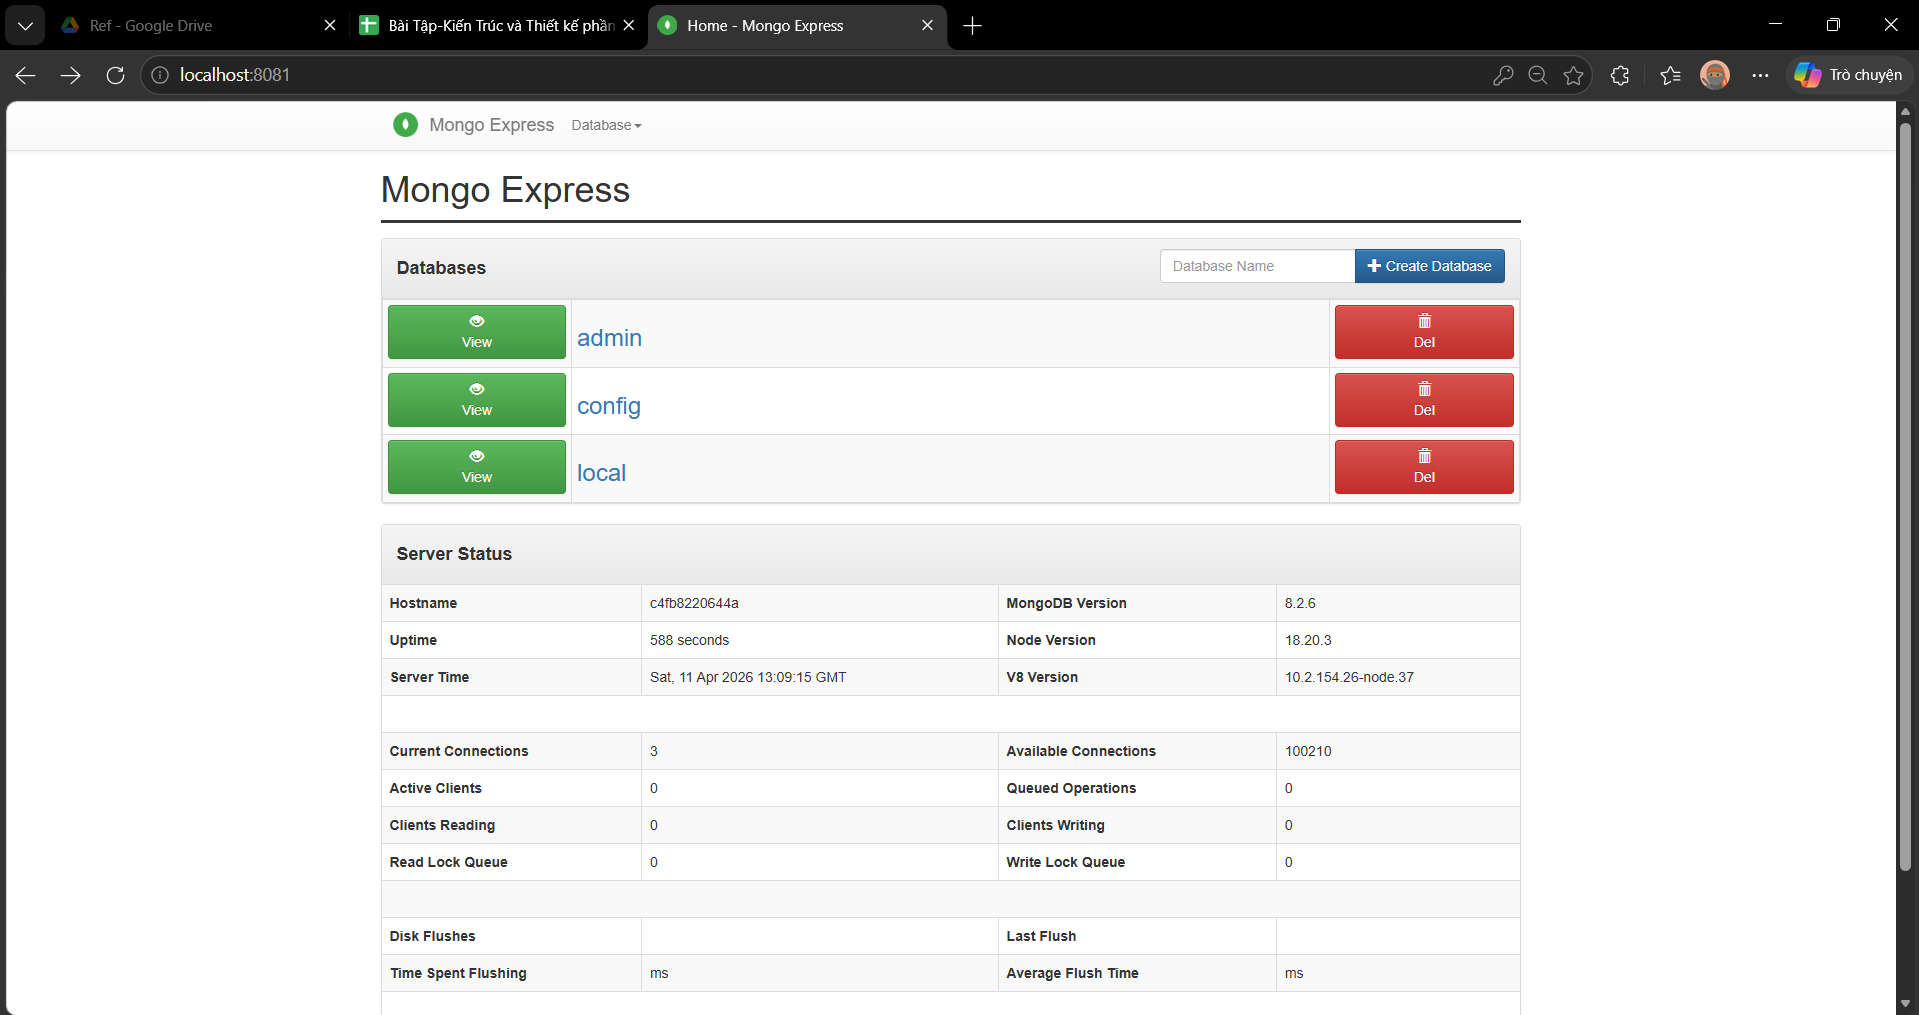 Ref - Google Drive
Bài Tập-Kiến Trúc và Thiết kế phần
Home - Mongo Express
localhost:8081
Trò chuyện
Mongo Express Database
Mongo Express
Databases
Database Name
Create Database
View admin Del
View config Del
View local Del
Server Status
Hostname c4fb8220644a MongoDB Version 8.2.6
Uptime 588 seconds Node Version 18.20.3
Server Time Sat, 11 Apr 2026 13:09:15 GMT V8 Version 10.2.154.26-node.37
Current Connections 3 Available Connections 100210
Active Clients 0 Queued Operations 0
Clients Reading 0 Clients Writing 0
Read Lock Queue 0 Write Lock Queue 0
Disk Flushes Last Flush
Time Spent Flushing ms Average Flush Time ms